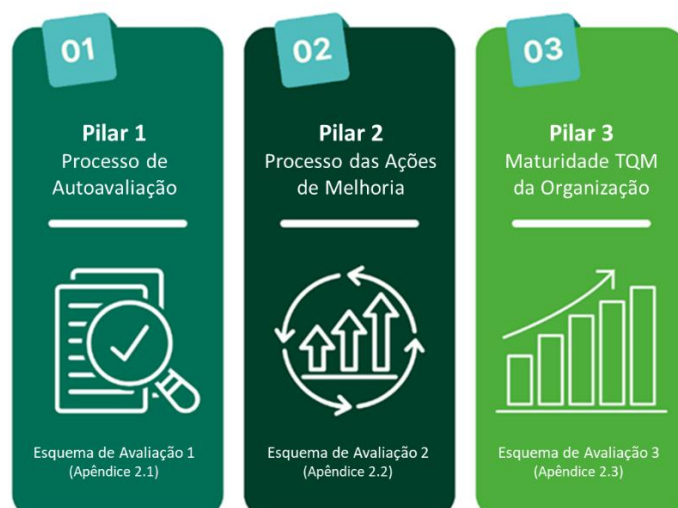 01
Pilar 1
Processo de
Autoavaliação
Esquema de Avaliação 1
(Apêndice 2.1)
02
Pilar 2
Processo das Ações
de Melhoria
Esquema de Avaliação 2
(Apêndice 2.2)
03
Pilar 3
Maturidade TQM
da Organização
Esquema de Avaliação 3
(Apêndice 2.3)